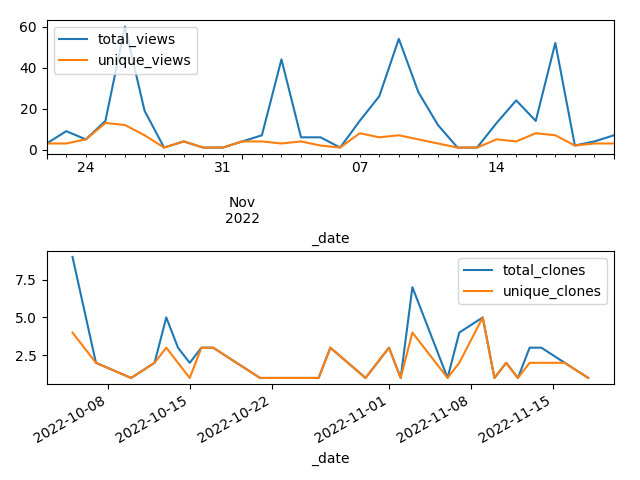 60
40
20
0
total_views
unique_views
24
31
07
14
Nov
2022
_date
7.5
5.0
2.5
total_clones
unique_clones
2022-10-08
2022-10-15
2022-10-22
2022-11-01
2022-11-08
2022-11-15
_date